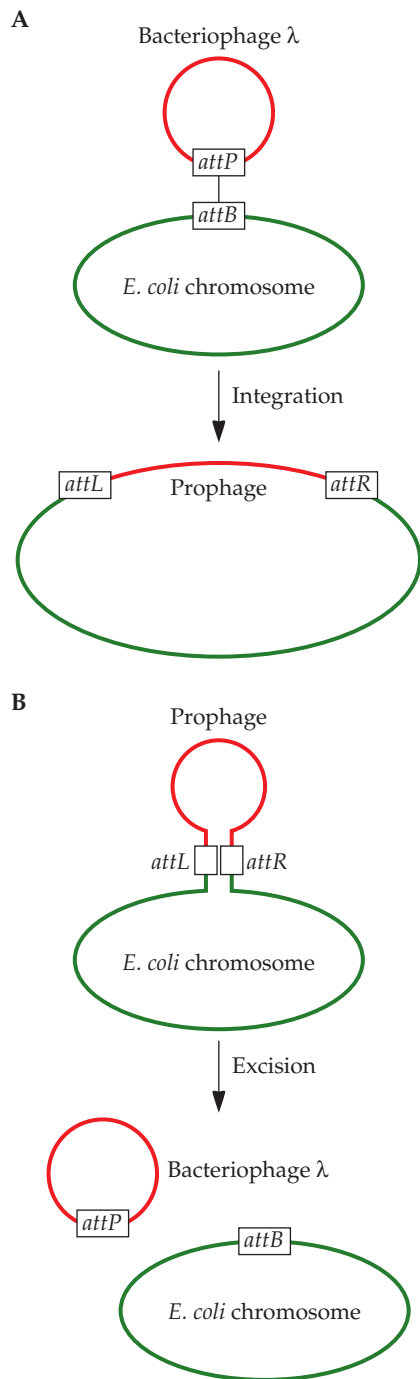 A
Bacteriophage λ
attP
attB
E. coli chromosome
Integration
attL
Prophage
attR
B
Prophage
attL
attR
E. coli chromosome
Excision
Bacteriophage λ
attP
attB
E. coli chromosome